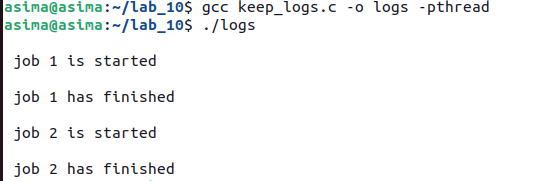 asima@asima:~/lab_10$ gcc keep_logs.c -o logs -pthread
asima@asima:~/lab_10$ ./logs
job 1 is started
job 1 has finished
job 2 is started
job 2 has finished